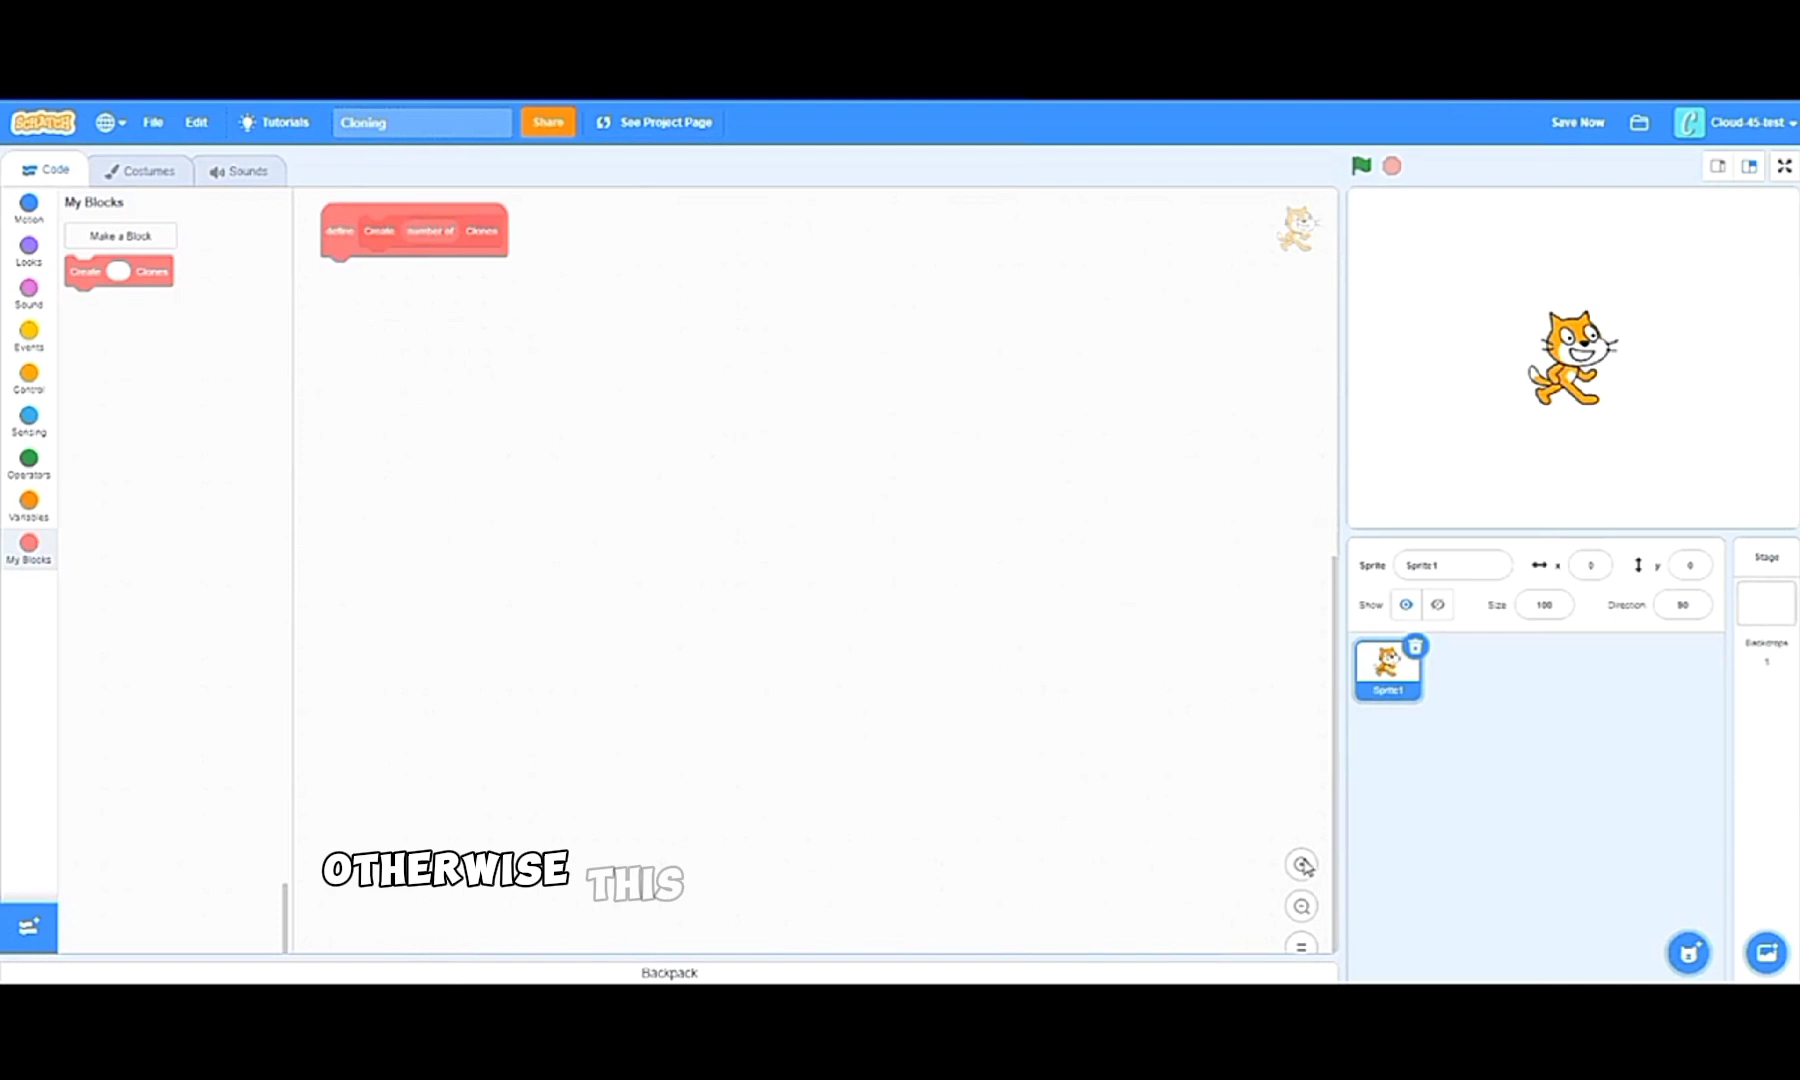 SCRATCH File Edit Tutorials Cloning Share See Project Page Save Now Cloud-45-test
Code Costumes Sounds
Motion
Looks
Sound
Events
Control
Sensing
Operators
Variables
My Blocks
My Blocks
Make a Block
Create Clones
define Create number of Clones
Sprite Sprite1 x 0 y 0
Show Size 100 Direction 90
Sprite1
Stage
Backdrops
1
OTHERWISE THIS
Backpack